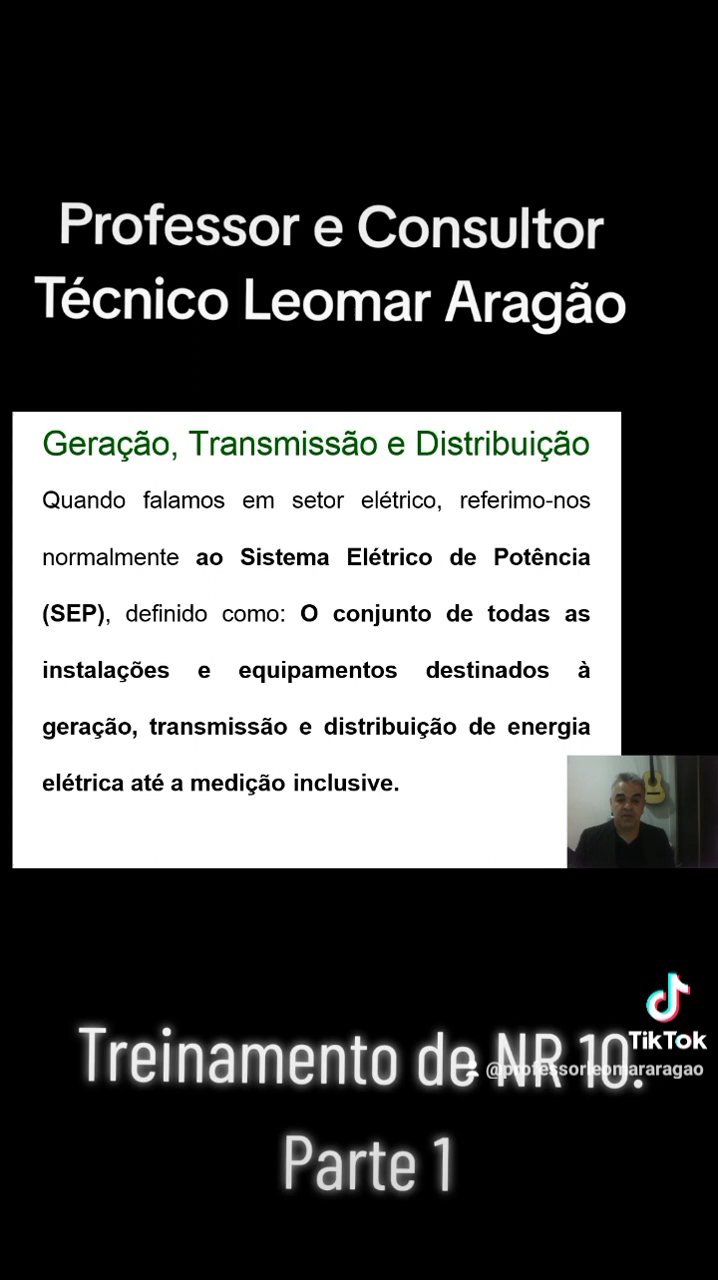 Professor e Consultor
Técnico Leomar Aragão
Geração, Transmissão e Distribuição
Quando falamos em setor elétrico, referimo-nos
normalmente ao Sistema Elétrico de Potência
(SEP), definido como: O conjunto de todas as
instalações e equipamentos destinados à
geração, transmissão e distribuição de energia
elétrica até a medição inclusive.
Treinamento de NR 10.
Parte 1
TikTok
@professorleomararagao